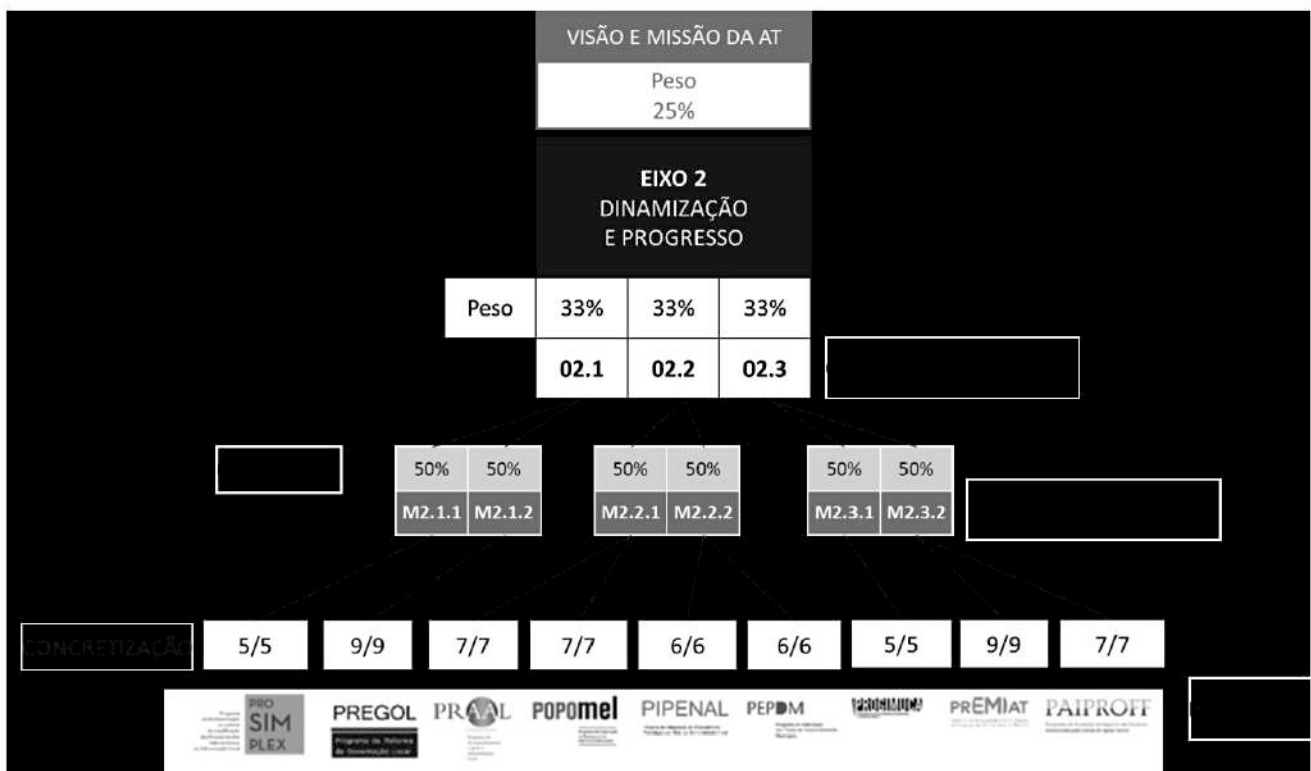 VISÃO E MISSÃO DA AT
Peso
25%
EIXO 2
DINAMIZAÇÃO
E PROGRESSO
Peso 33% 33% 33%
02.1 02.2 02.3
50% 50% 50% 50% 50% 50%
M2.1.1 M2.1.2 M2.2.1 M2.2.2 M2.3.1 M2.3.2
CONCRETIZAÇÃO 5/5 9/9 7/7 7/7 6/6 6/6 5/5 9/9 7/7
PRO
SIM
PLEX
PREGOL
Programa de Reforma
da Governação Local
PRAAL
POPOmel
PIPENAL
PEPDM
PROGIMUCA
PREMIAT
PAIPROFF